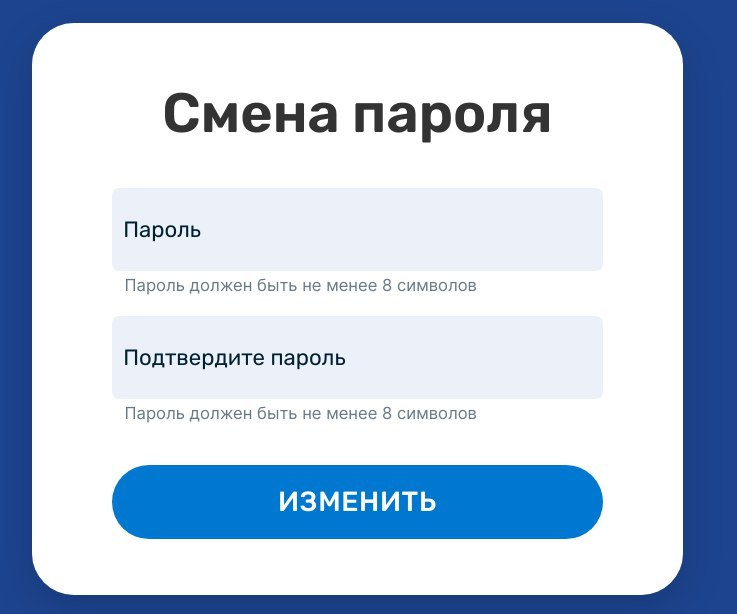 Смена пароля
Пароль
Пароль должен быть не менее 8 символов
Подтвердите пароль
Пароль должен быть не менее 8 символов
ИЗМЕНИТЬ